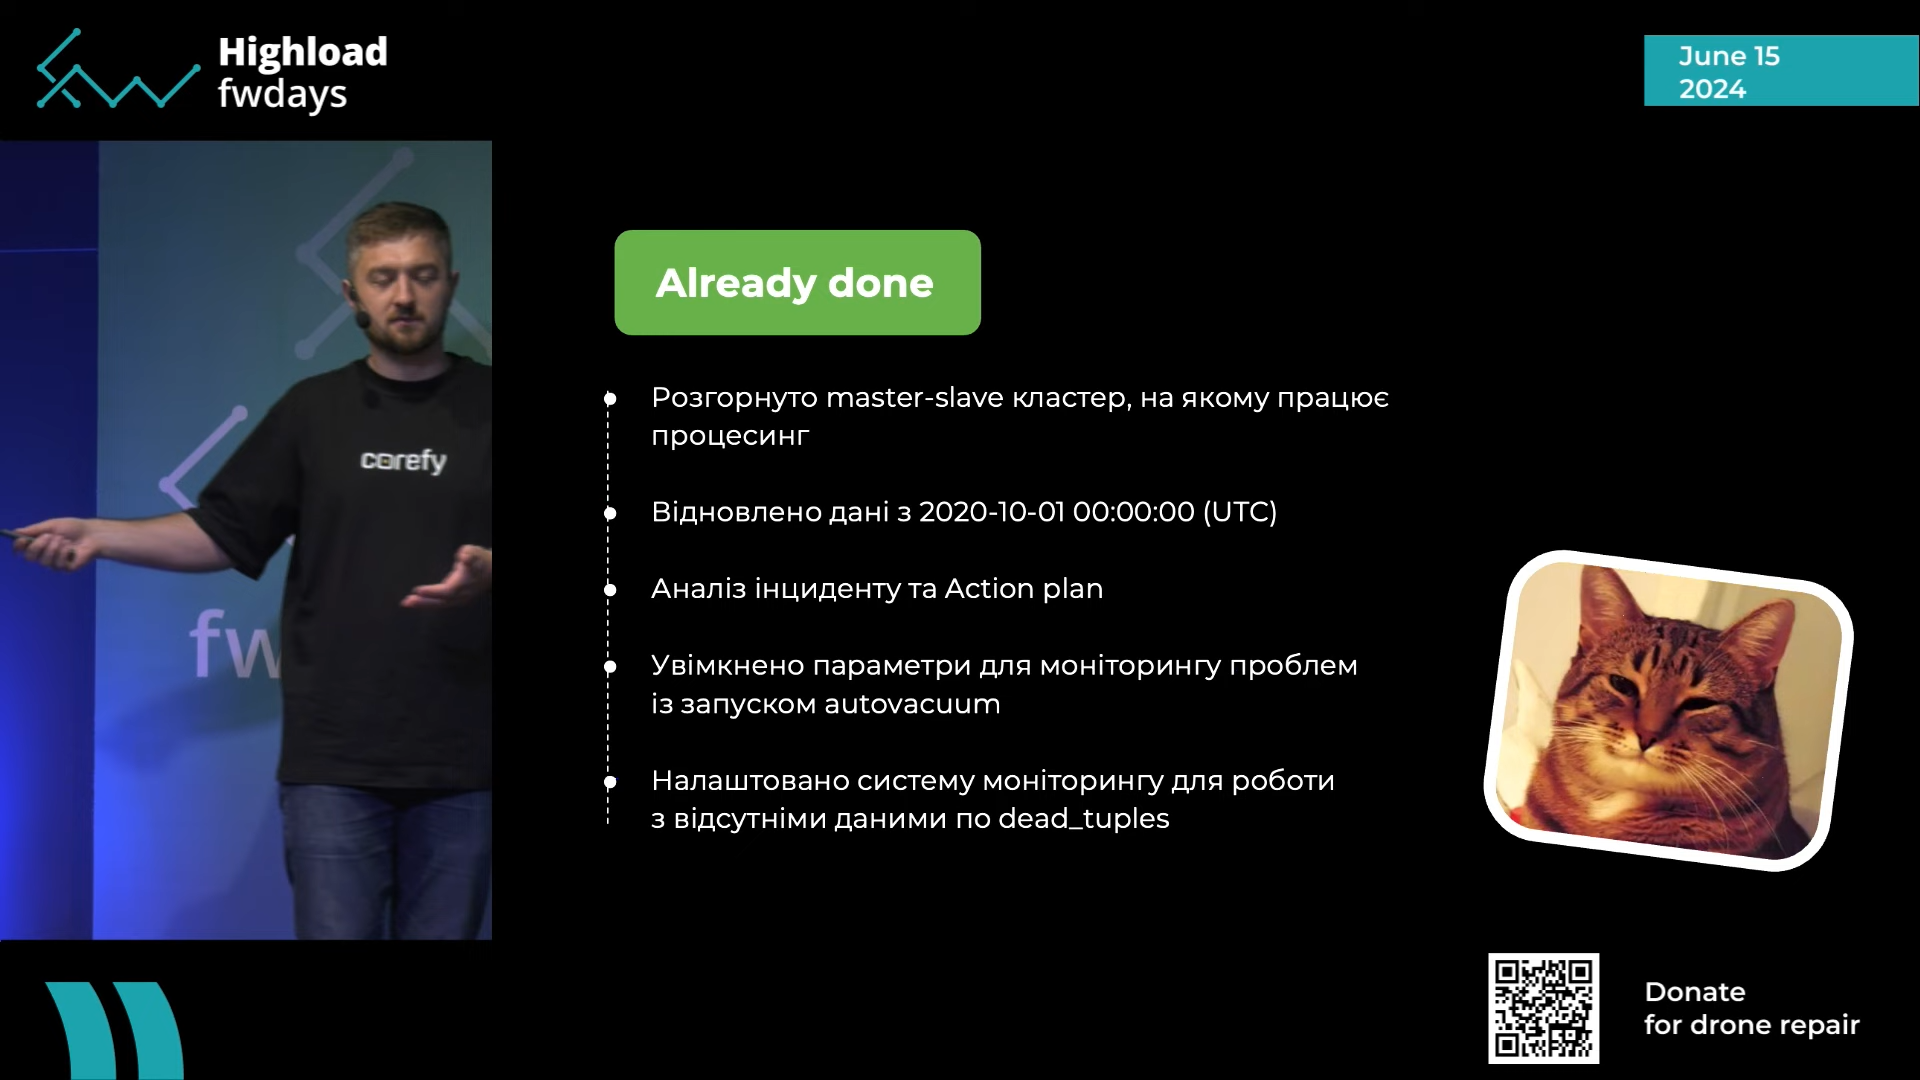 Highload
fwdays
June 15
2024
corefy
fw
Already done
Розгорнуто master-slave кластер, на якому працює
процесинг
Відновлено дані з 2020-10-01 00:00:00 (UTC)
Аналіз інциденту та Action plan
Увімкнено параметри для моніторингу проблем
із запуском autovacuum
Налаштовано систему моніторингу для роботи
з відсутніми даними по dead_tuples
Donate
for drone repair